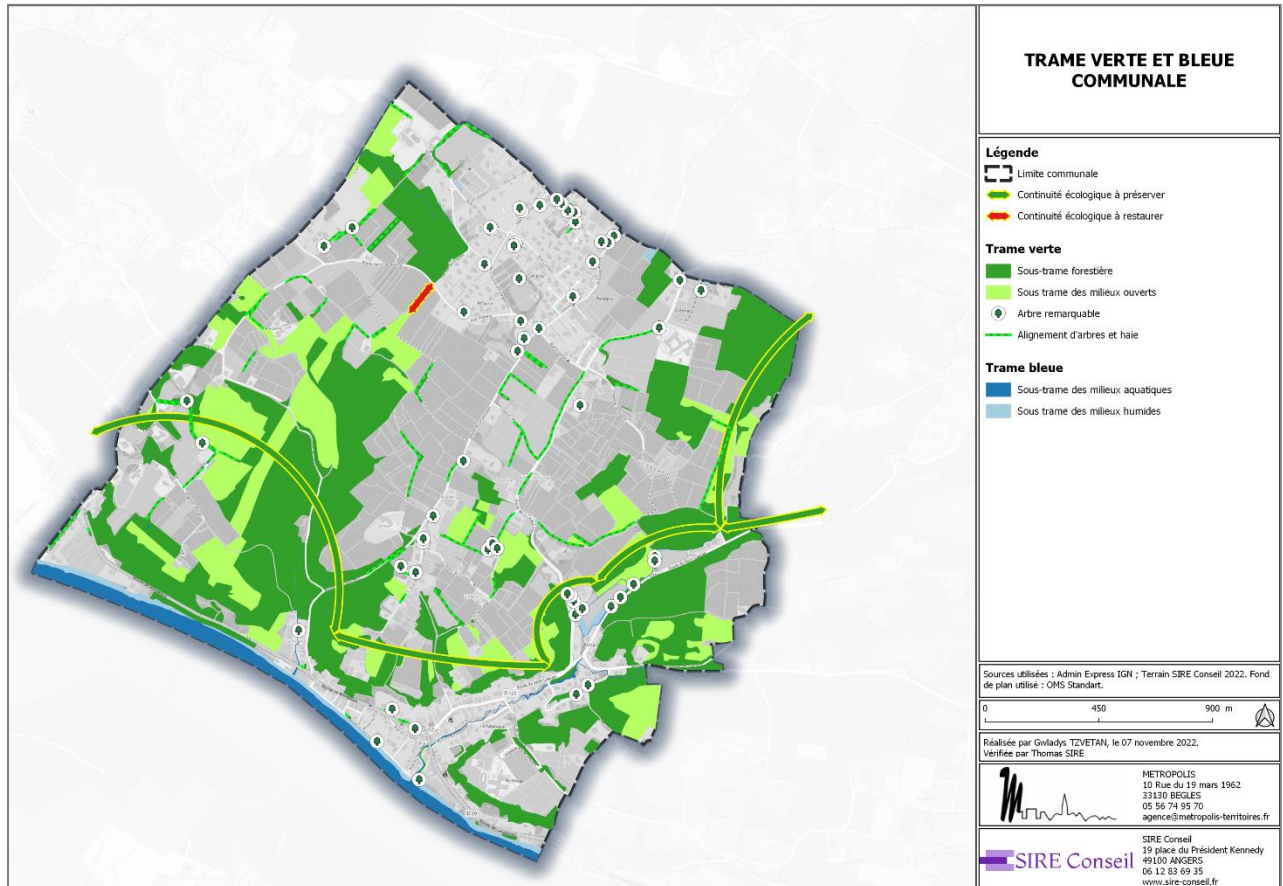 TRAME VERTE ET BLEUE
COMMUNALE
Légende
Limite communale
Continuité écologique à préserver
Continuité écologique à restaurer
Trame verte
Sous-trame forestière
Sous trame des milieux ouverts
Arbre remarquable
Alignement d'arbres et haie
Trame bleue
Sous-trame des milieux aquatiques
Sous trame des milieux humides
Sources utilisées : Admin Express IGN ; Terrain SIRE Conseil 2022. Fond
de plan utilisé : OMS Standart.
0 450 900 m
Réalisée par Gwladys TZVETAN, le 07 novembre 2022.
Vérifiée par Thomas SIRE
METROPOLIS
10 Rue du 19 mars 1962
33130 BEGLES
05 56 74 95 70
agence@metropolis-territoires.fr
SIRE Conseil
SIRE Conseil
19 place du Président Kennedy
49100 ANGERS
06 12 83 69 35
www.sire-conseil.fr